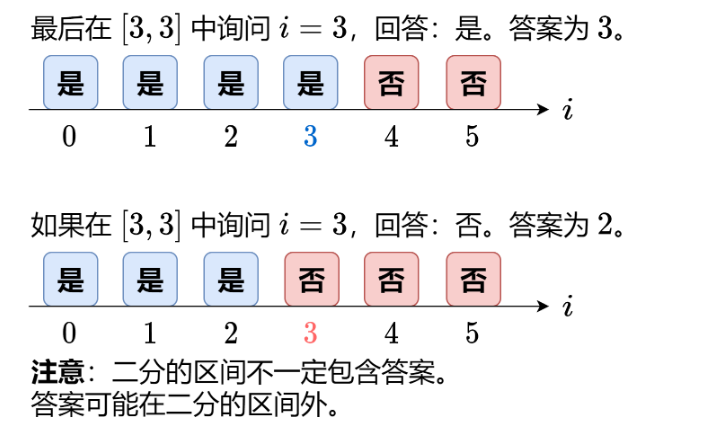 最后在 [3, 3] 中询问 i = 3，回答：是。答案为 3。
是 是 是 是 否 否
i
0 1 2 3 4 5
如果在 [3, 3] 中询问 i = 3，回答：否。答案为 2。
是 是 是 否 否 否
i
0 1 2 3 4 5
注意：二分的区间不一定包含答案。
答案可能在二分的区间外。